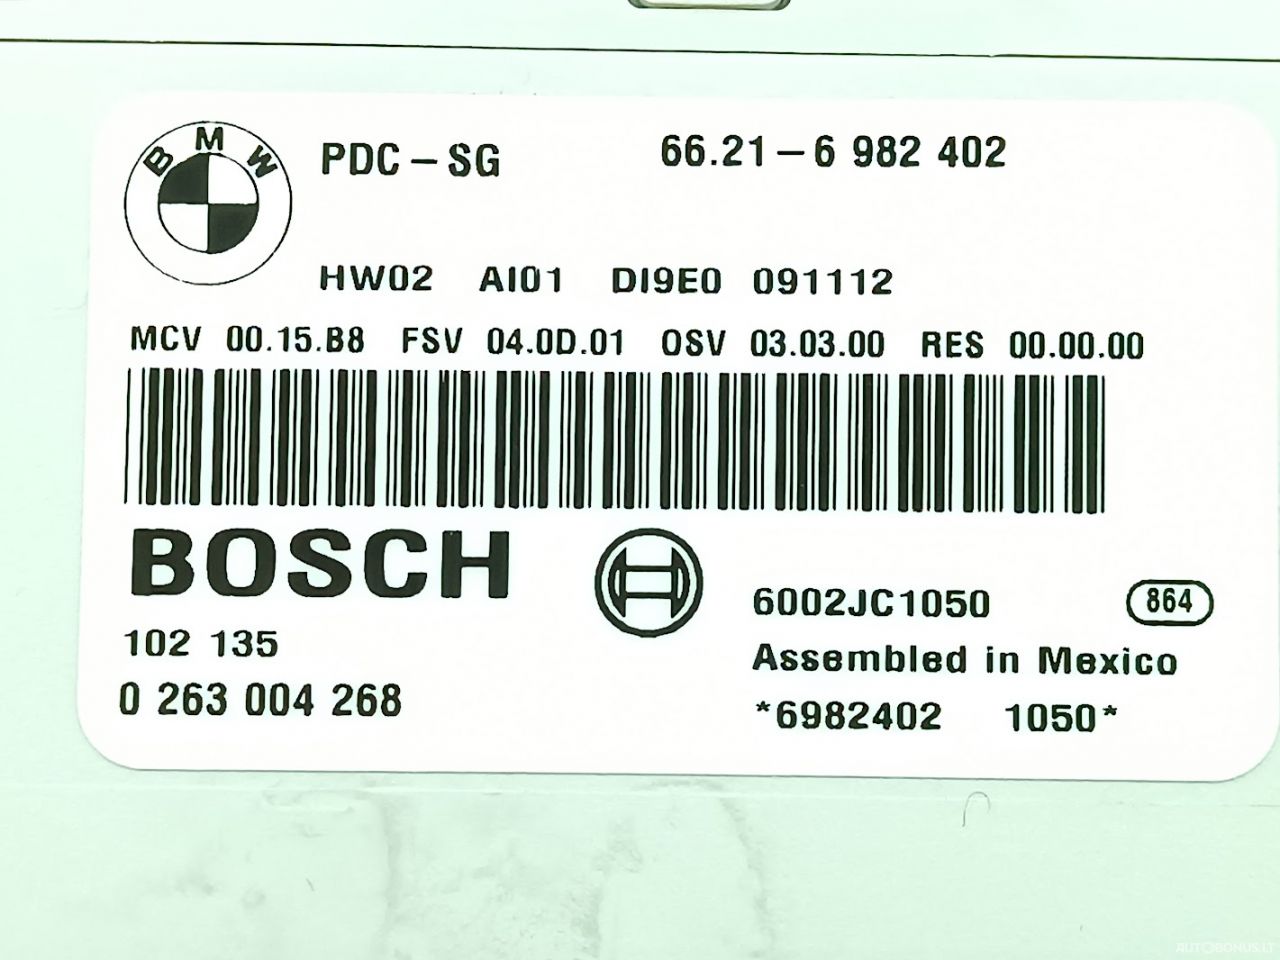 BMW
PDC-SG 66.21-6 982 402
HW02 AI01 DI9E0 091112
MCV 00.15.B8 FSV 04.0D.01 OSV 03.03.00 RES 00.00.00
BOSCH
102 135
0 263 004 268
6002JC1050 864
Assembled in Mexico
*6982402 1050*
AUTOBONUS.LT